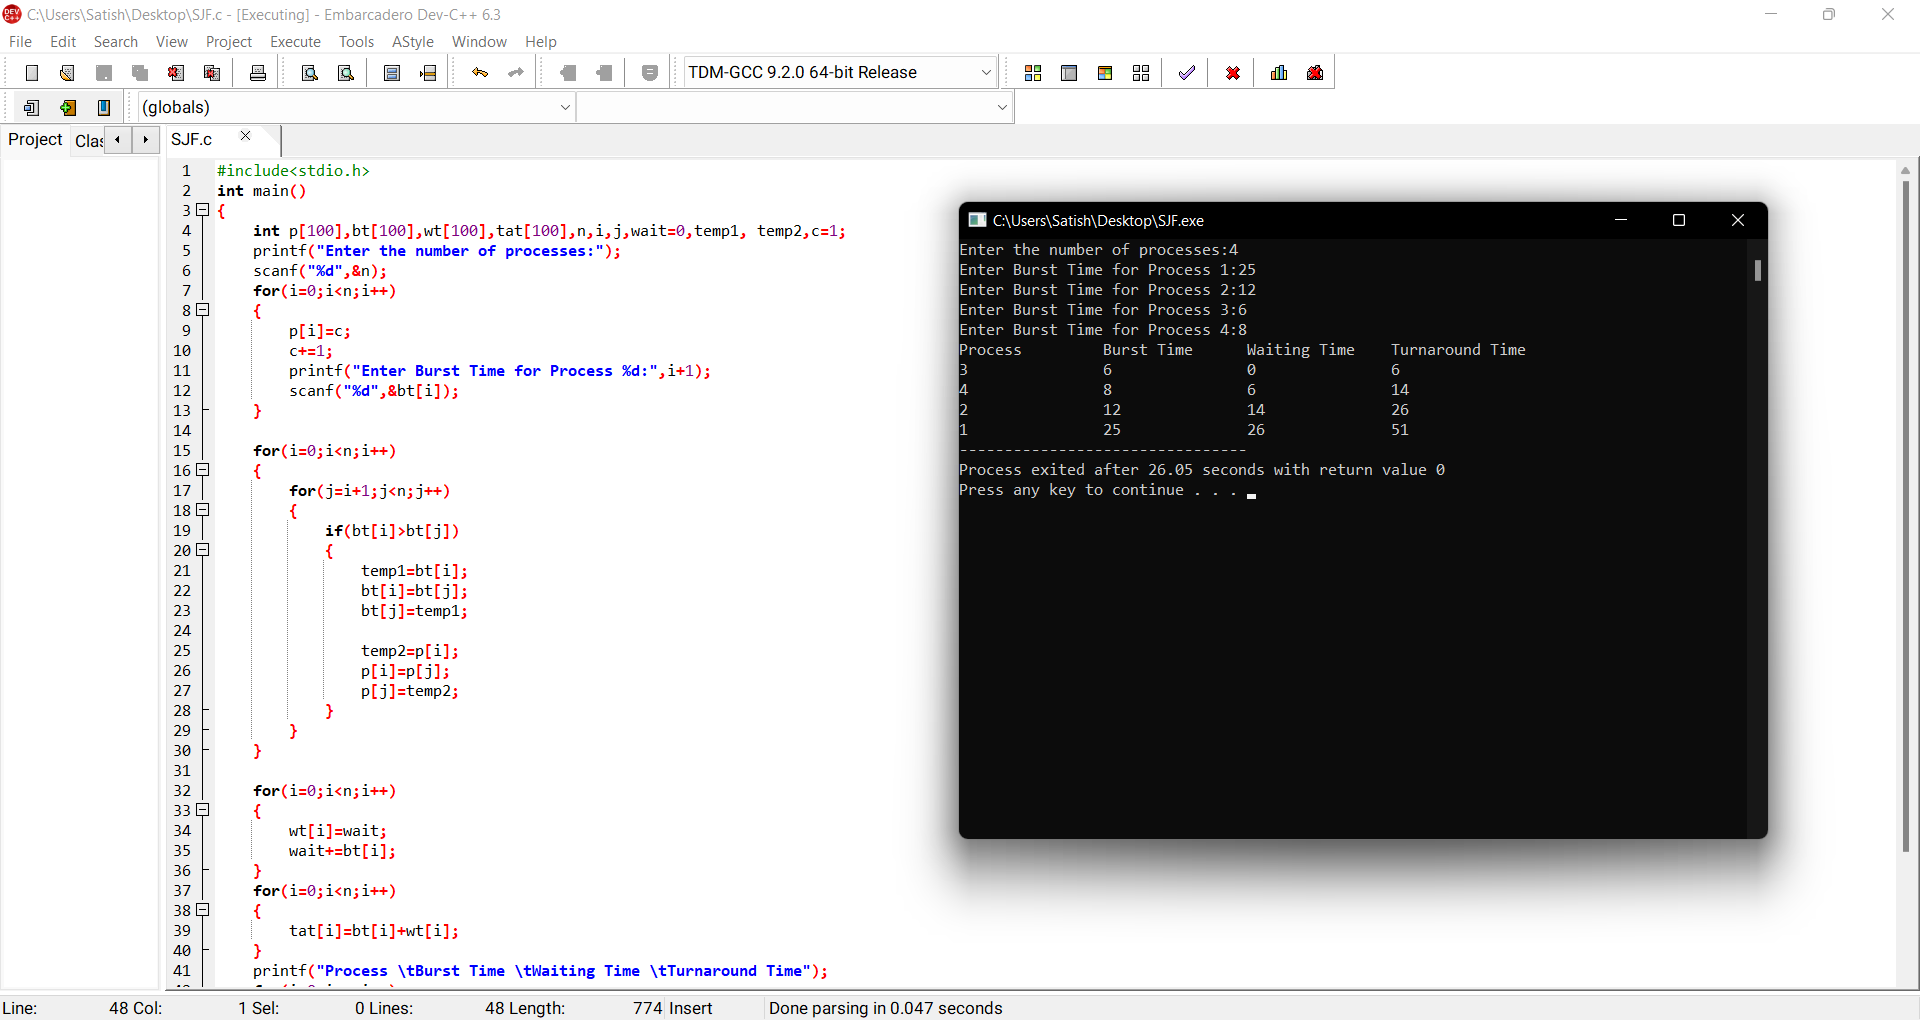 C:\Users\Satish\Desktop\SJF.c - [Executing] - Embarcadero Dev-C++ 6.3
File Edit Search View Project Execute Tools AStyle Window Help
TDM-GCC 9.2.0 64-bit Release
(globals)
Project Clas SJF.c
1 #include<stdio.h>
2 int main()
3 {
4 int p[100],bt[100],wt[100],tat[100],n,i,j,wait=0,temp1, temp2,c=1;
5 printf("Enter the number of processes:");
6 scanf("%d",&n);
7 for(i=0;i<n;i++)
8 {
9 p[i]=c;
10 c+=1;
11 printf("Enter Burst Time for Process %d:",i+1);
12 scanf("%d",&bt[i]);
13 }
14
15 for(i=0;i<n;i++)
16 {
17 for(j=i+1;j<n;j++)
18 {
19 if(bt[i]>bt[j])
20 {
21 temp1=bt[i];
22 bt[i]=bt[j];
23 bt[j]=temp1;
24
25 temp2=p[i];
26 p[i]=p[j];
27 p[j]=temp2;
28 }
29 }
30 }
31
32 for(i=0;i<n;i++)
33 {
34 wt[i]=wait;
35 wait+=bt[i];
36 }
37 for(i=0;i<n;i++)
38 {
39 tat[i]=bt[i]+wt[i];
40 }
41 printf("Process \tBurst Time \tWaiting Time \tTurnaround Time");
C:\Users\Satish\Desktop\SJF.exe
Enter the number of processes:4
Enter Burst Time for Process 1:25
Enter Burst Time for Process 2:12
Enter Burst Time for Process 3:6
Enter Burst Time for Process 4:8
Process Burst Time Waiting Time Turnaround Time
3 6 0 6
4 8 6 14
2 12 14 26
1 25 26 51
--------------------------------
Process exited after 26.05 seconds with return value 0
Press any key to continue . . .
Line: 48 Col: 1 Sel: 0 Lines: 48 Length: 774 Insert Done parsing in 0.047 seconds